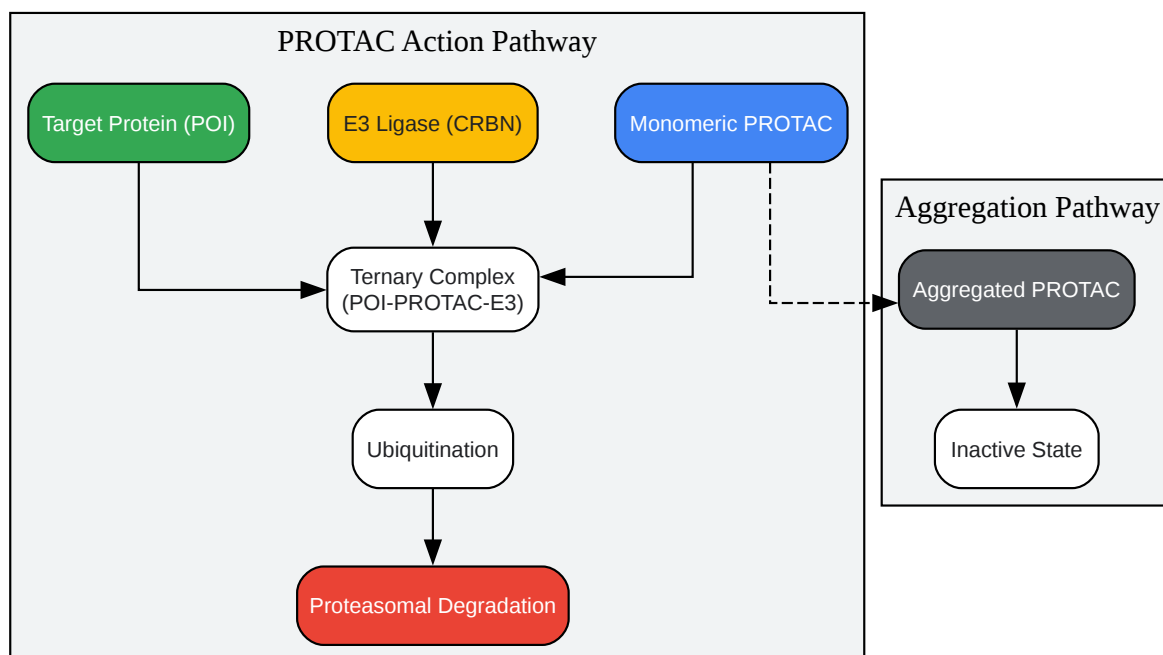 PROTAC Action Pathway
Target Protein (POI)
E3 Ligase (CRBN)
Monomeric PROTAC
Ternary Complex
(POI-PROTAC-E3)
Ubiquitination
Proteasomal Degradation
Aggregation Pathway
Aggregated PROTAC
Inactive State